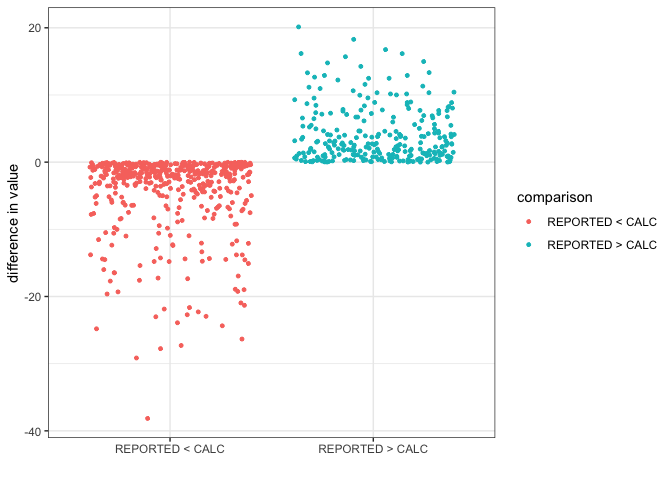 20
0
-20
-40
difference in value
REPORTED < CALC
REPORTED > CALC
comparison
REPORTED < CALC
REPORTED > CALC